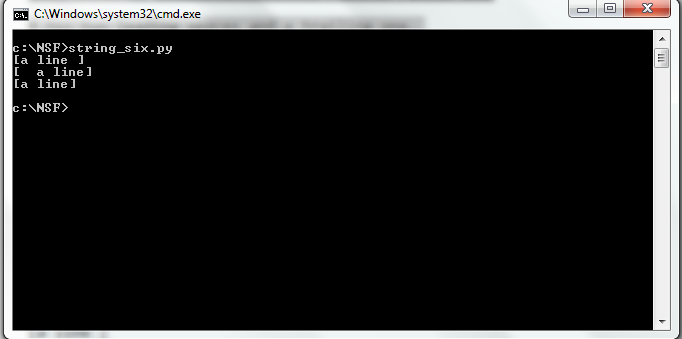 C:\Windows\system32\cmd.exe
c:\NSF>string_six.py
[a line ]
[  a line]
[a line]
c:\NSF>